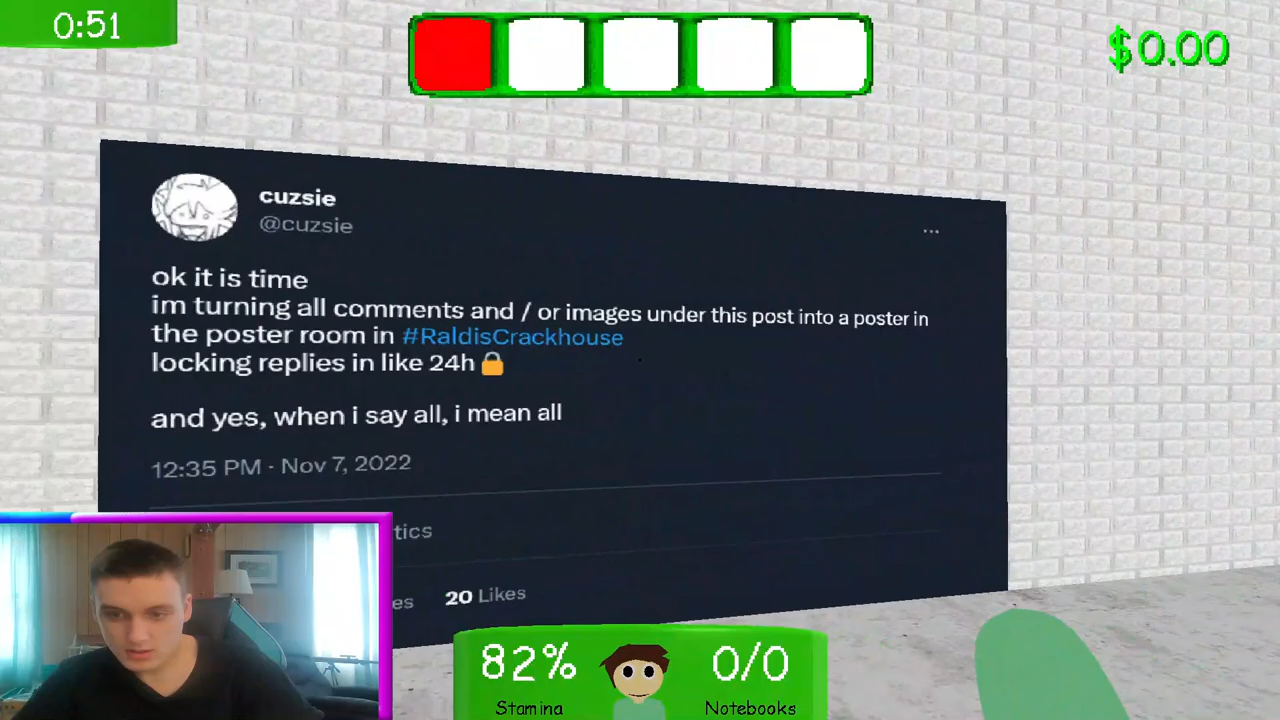 0:51
$0.00
cuzsie
@cuzsie
...
ok it is time
im turning all comments and / or images under this post into a poster in
the poster room in #RaldisCrackhouse
locking replies in like 24h 🔒
and yes, when i say all, i mean all
12:35 PM · Nov 7, 2022
tics
es 20 Likes
82% 0/0
Stamina Notebooks